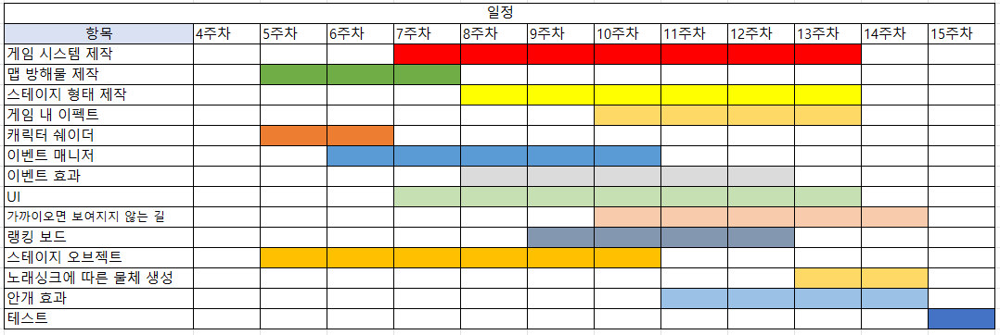 일정
항목 4주차 5주차 6주차 7주차 8주차 9주차 10주차 11주차 12주차 13주차 14주차 15주차
게임 시스템 제작
맵 방해물 제작
스테이지 형태 제작
게임 내 이펙트
캐릭터 쉐이더
이벤트 매니저
이벤트 효과
UI
가까이오면 보여지지 않는 길
랭킹 보드
스테이지 오브젝트
노래싱크에 따른 물체 생성
안개 효과
테스트